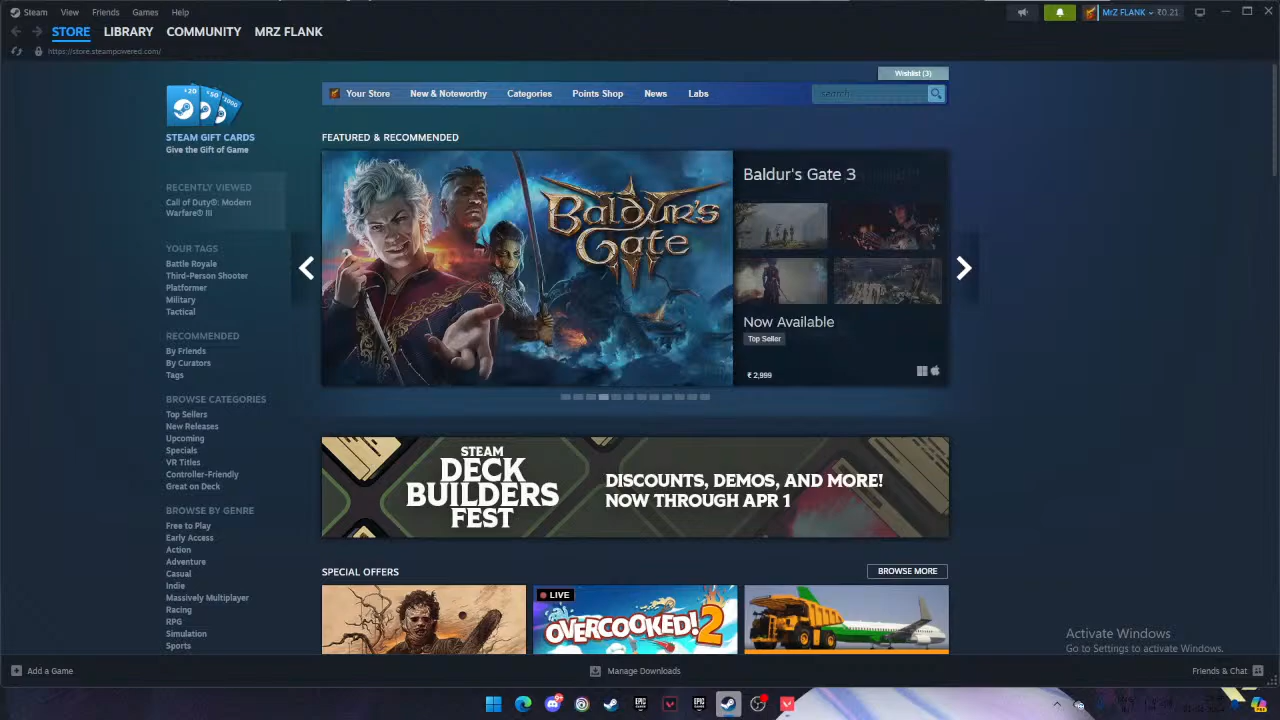 Steam View Friends Games Help
MrZ FLANK ₹0.21
STORE LIBRARY COMMUNITY MRZ FLANK
https://store.steampowered.com/
Wishlist (3)
Your Store New & Noteworthy Categories Points Shop News Labs search
+20 +50 1000
STEAM GIFT CARDS
Give the Gift of Game
RECENTLY VIEWED
Call of Duty®: Modern
Warfare® III
YOUR TAGS
Battle Royale
Third-Person Shooter
Platformer
Military
Tactical
RECOMMENDED
By Friends
By Curators
Tags
BROWSE CATEGORIES
Top Sellers
New Releases
Upcoming
Specials
VR Titles
Controller-Friendly
Great on Deck
BROWSE BY GENRE
Free to Play
Early Access
Action
Adventure
Casual
Indie
Massively Multiplayer
Racing
RPG
Simulation
Sports
FEATURED & RECOMMENDED
BALDUR'S
GATE
Baldur's Gate 3
Now Available
Top Seller
₹ 2,999
STEAM
DECK
BUILDERS
FEST
DISCOUNTS, DEMOS, AND MORE!
NOW THROUGH APR 1
SPECIAL OFFERS
BROWSE MORE
LIVE
OVERCOOKED! 2
Activate Windows
Go to Settings to activate Windows.
Add a Game Manage Downloads Friends & Chat